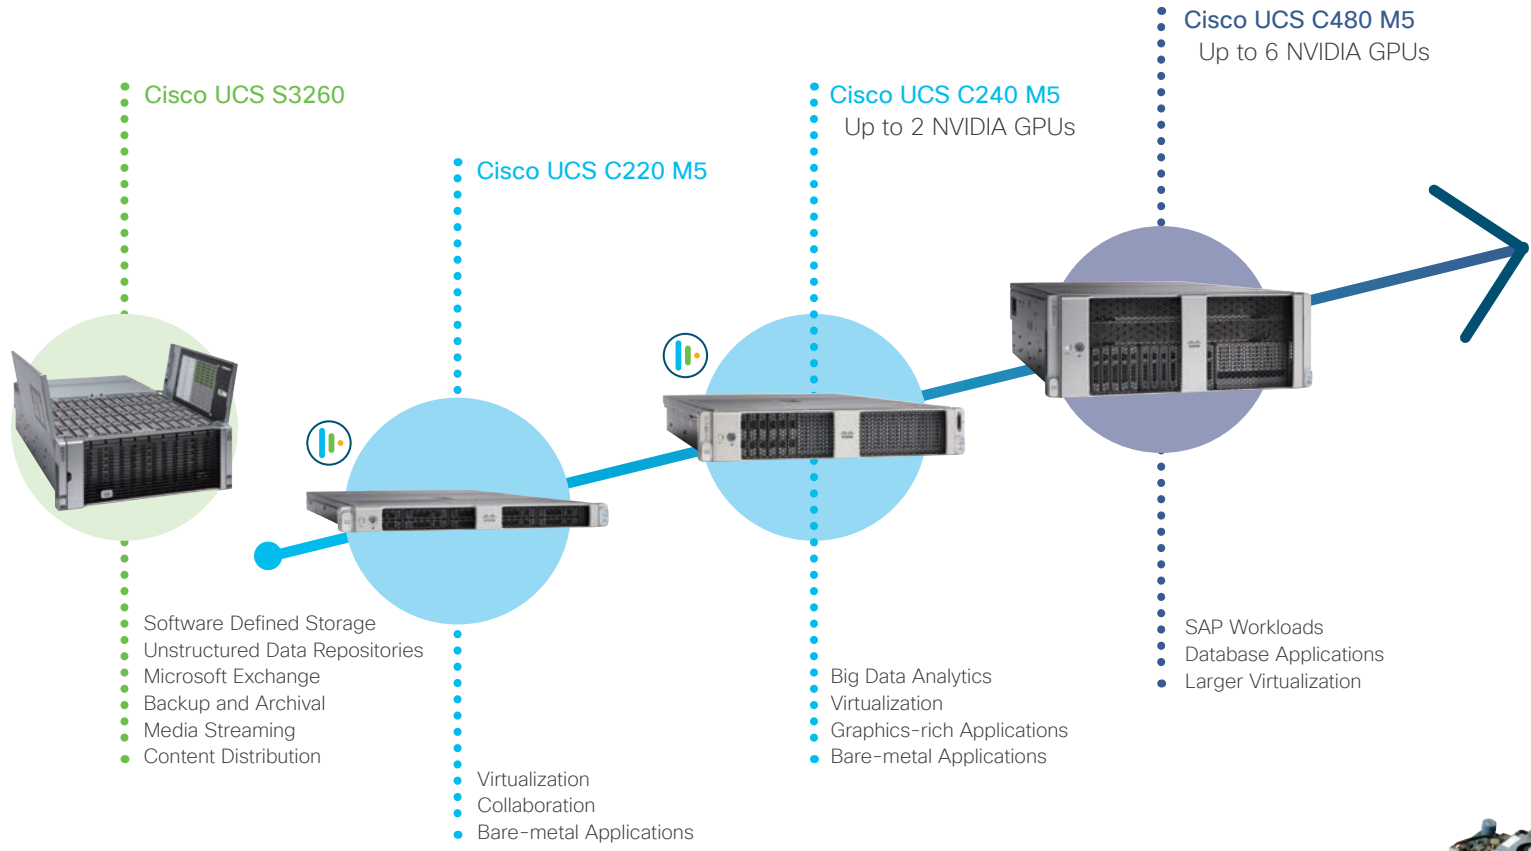 Cisco UCS S3260
Software Defined Storage
Unstructured Data Repositories
Microsoft Exchange
Backup and Archival
Media Streaming
Content Distribution
Cisco UCS C220 M5
Virtualization
Collaboration
Bare-metal Applications
Cisco UCS C240 M5
Up to 2 NVIDIA GPUs
Big Data Analytics
Virtualization
Graphics-rich Applications
Bare-metal Applications
Cisco UCS C480 M5
Up to 6 NVIDIA GPUs
SAP Workloads
Database Applications
Larger Virtualization